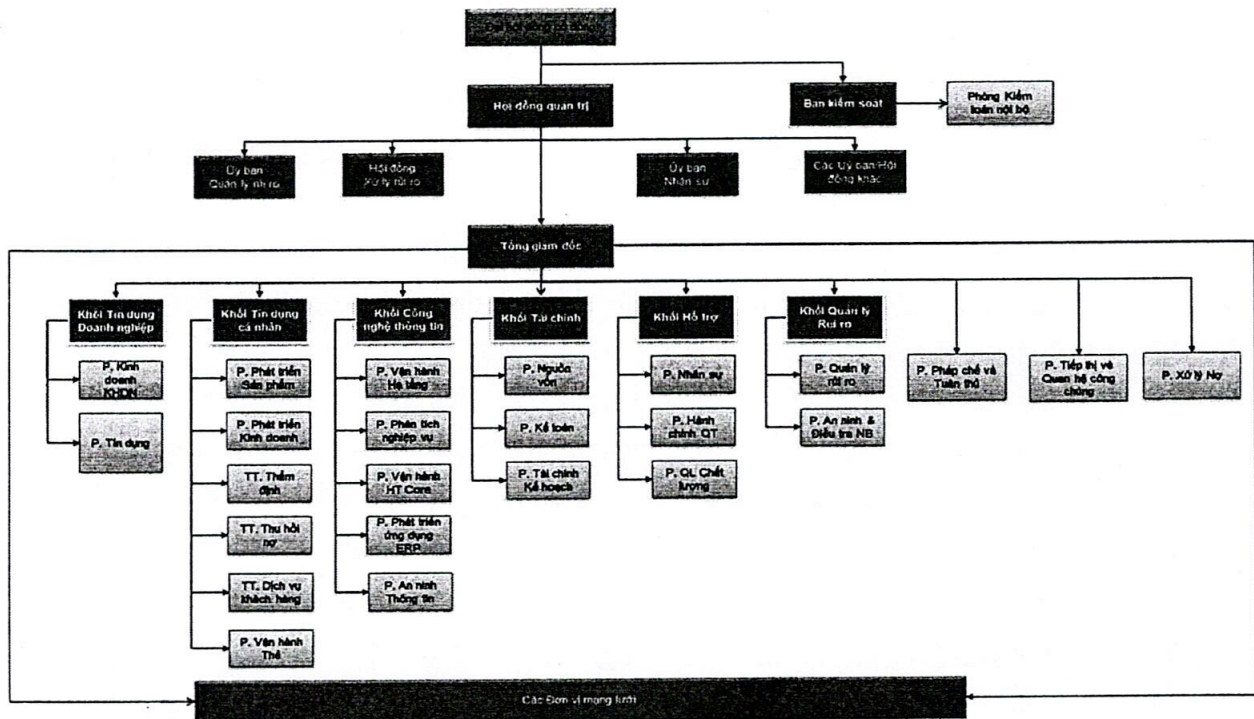 Đại hội đồng cổ đông
Hội đồng quản trị
Ban kiểm soát
Phòng Kiểm
toán nội bộ
Ủy ban
Quản lý rủi ro
Hội đồng
Xử lý rủi ro
Ủy ban
Nhân sự
Các Uỷ ban/Hội
đồng khác
Tổng giám đốc
Khối Tín dụng
Doanh nghiệp
P. Kinh
doanh
KHDN
P. Tín dụng
Khối Tín dụng
cá nhân
P. Phát triển
Sản phẩm
P. Phát triển
Kinh doanh
TT. Thẩm
định
TT. Thu hồi
nợ
TT. Dịch vụ
khách hàng
P. Vận hành
Thẻ
Khối Công
nghệ thông tin
P. Vận hành
Hạ tầng
P. Phân tích
nghiệp vụ
P. Vận hành
HT Core
P. Phát triển
ứng dụng
ERP
P. An ninh
Thông tin
Khối Tài chính
P. Nguồn
vốn
P. Kế toán
P. Tài chính
Kế hoạch
Khối Hỗ trợ
P. Nhân sự
P. Hành
chính QT
P. QL Chất
lượng
Khối Quản lý
Rủi ro
P. Quản lý
rủi ro
P. An ninh &
Điều tra NB
P. Pháp chế và
Tuân thủ
P. Tiếp thị và
Quan hệ công
chúng
P. Xử lý Nợ
Các Đơn vị mạng lưới